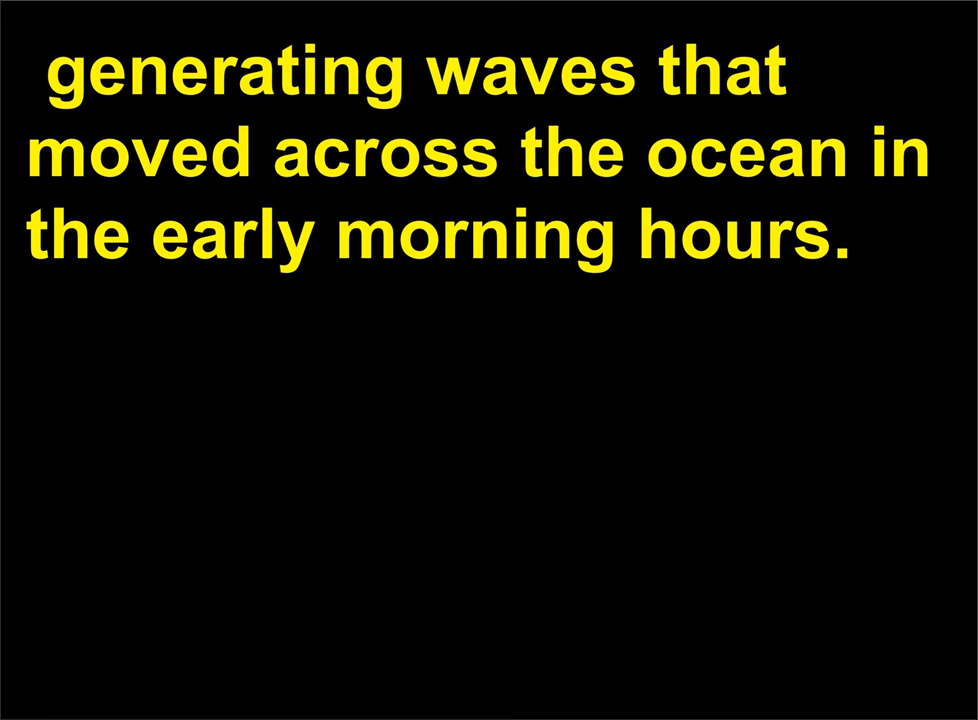 generating waves that
moved across the ocean in
the early morning hours.